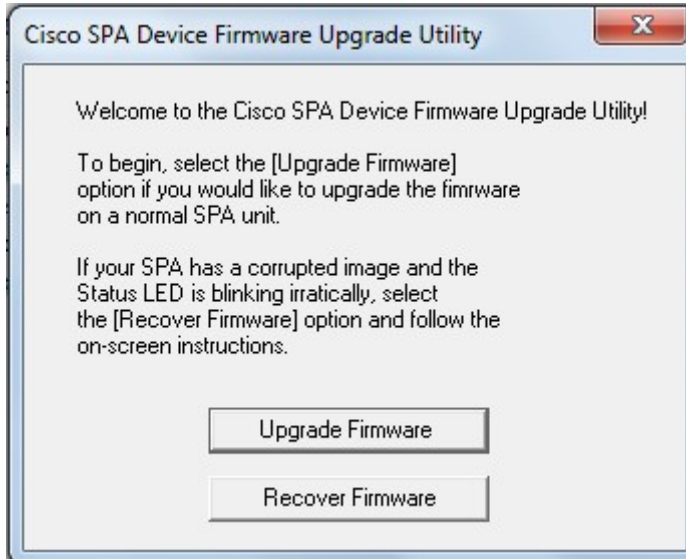 Cisco SPA Device Firmware Upgrade Utility
Welcome to the Cisco SPA Device Firmware Upgrade Utility!
To begin, select the [Upgrade Firmware]
option if you would like to upgrade the fimrware
on a normal SPA unit.
If your SPA has a corrupted image and the
Status LED is blinking irratically, select
the [Recover Firmware] option and follow the
on-screen instructions.
Upgrade Firmware
Recover Firmware